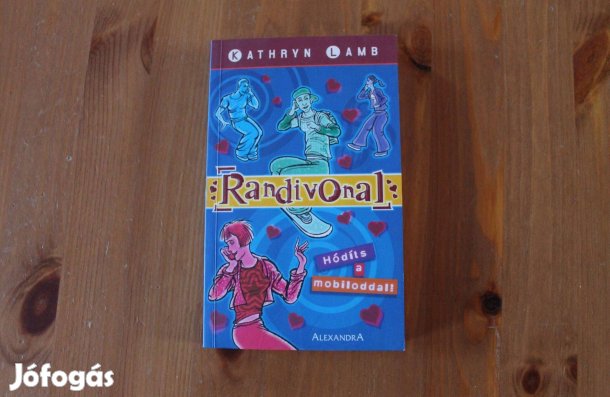 KATHRYN LAMB
Randivonal
Hódíts
a
mobiloddal!
ALEXANDRA
Jófogás